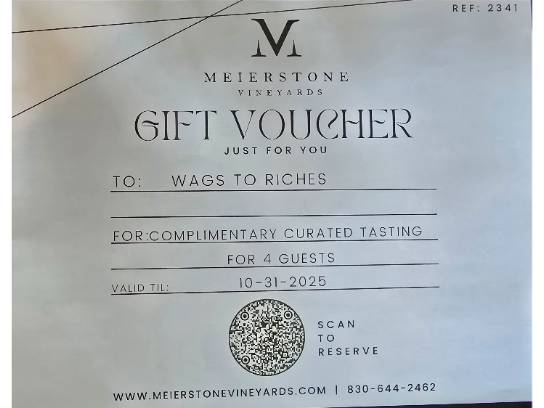 REF: 2341
M
MEIERSTONE
VINEYARDS
GIFT VOUCHER
JUST FOR YOU
TO: WAGS TO RICHES
FOR:COMPLIMENTARY CURATED TASTING
FOR 4 GUESTS
VALID TIL: 10-31-2025
SCAN
TO
RESERVE
WWW.MEIERSTONEVINEYARDS.COM | 830-644-2462